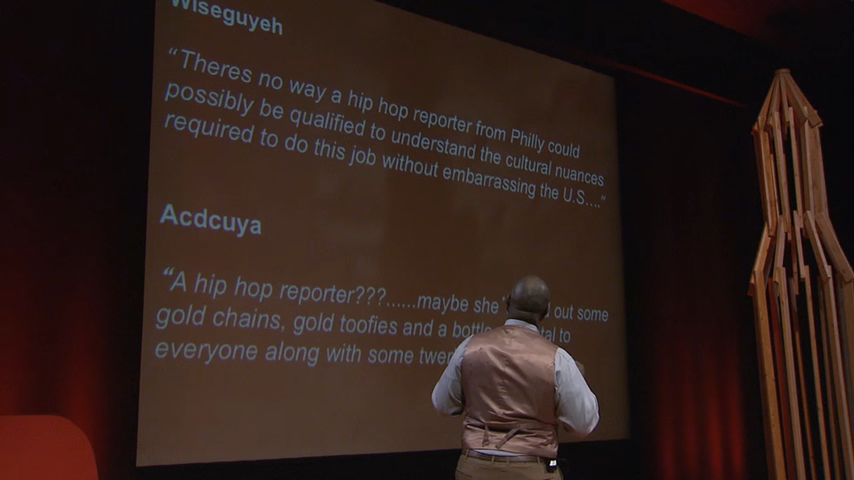 Wiseguyeh
“Theres no way a hip hop reporter from Philly could
possibly be qualified to understand the cultural nuances
required to do this job without embarrassing the U.S....”
Acdcuya
“A hip hop reporter???......maybe she' out some
gold chains, gold toofies and a to
everyone along with some